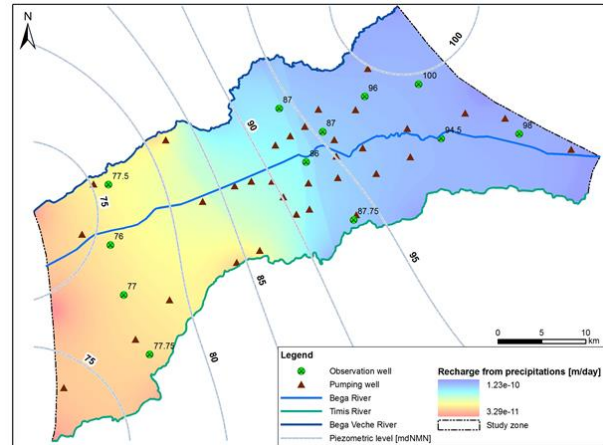 N
100
100
96
87
90
87
94.5
98
86
77.5
75
87.75
76
95
85
77
77.75
75
80
0 5 10
km
Legend
Observation well
Pumping well
Bega River
Timis River
Bega Veche River
Piezometric level [mdNMN]
Recharge from precipitations [m/day]
1.23e-10
3.29e-11
Study zone